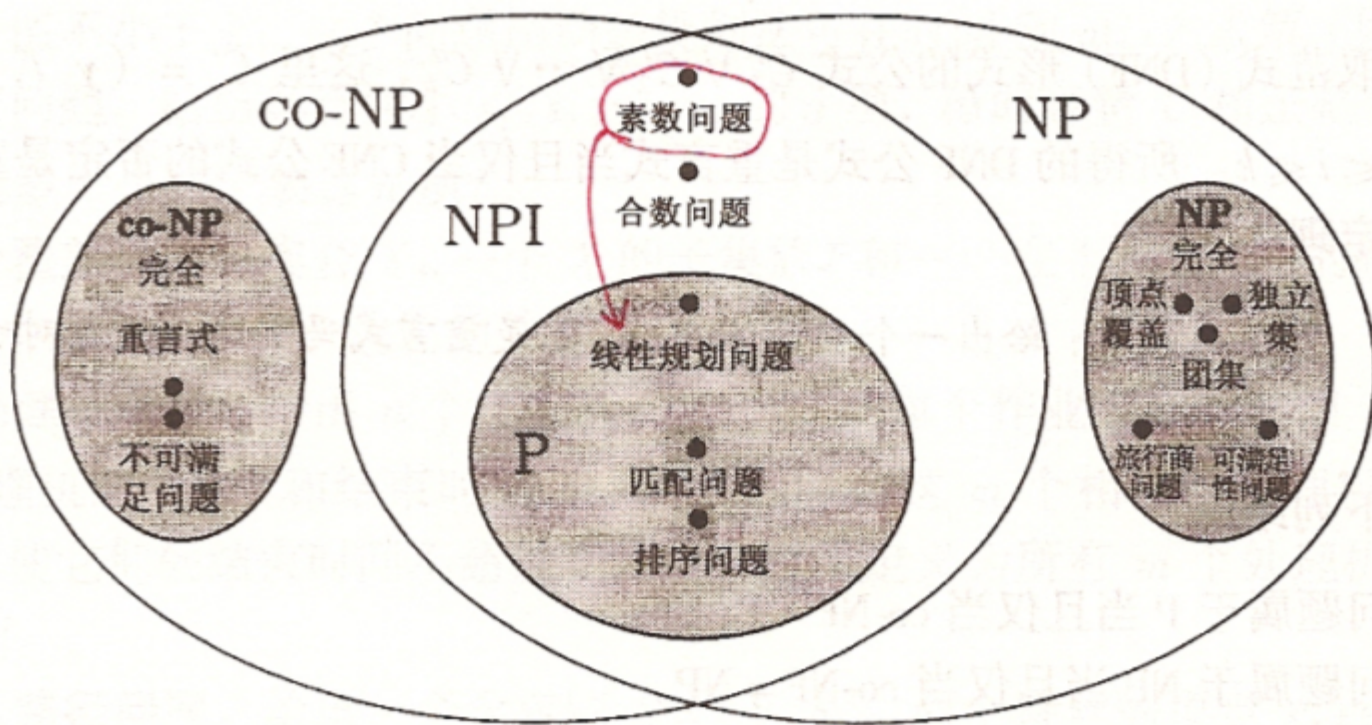 co-NP
NP
素数问题
合数问题
NPI
co-NP
完全
重言式
不可满
足问题
线性规划问题
P
匹配问题
排序问题
NP
完全
顶点
覆盖
独立
集
团集
旅行商
问题
可满足
性问题